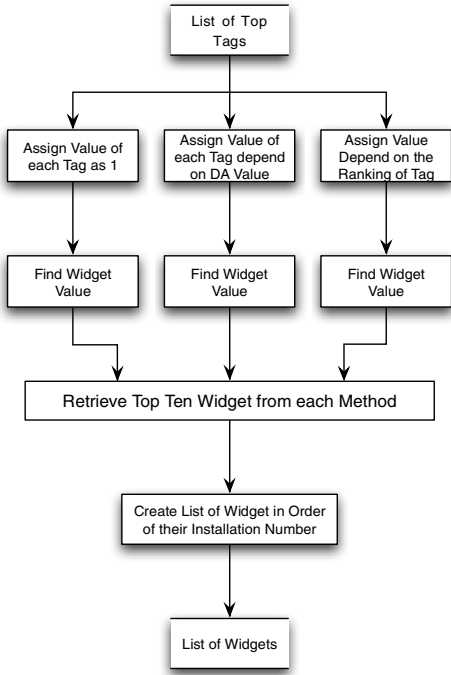 List of Top
Tags
Assign Value of
each Tag as 1
Assign Value of
each Tag depend
on DA Value
Assign Value
Depend on the
Ranking of Tag
Find Widget
Value
Find Widget
Value
Find Widget
Value
Retrieve Top Ten Widget from each Method
Create List of Widget in Order
of their Installation Number
List of Widgets